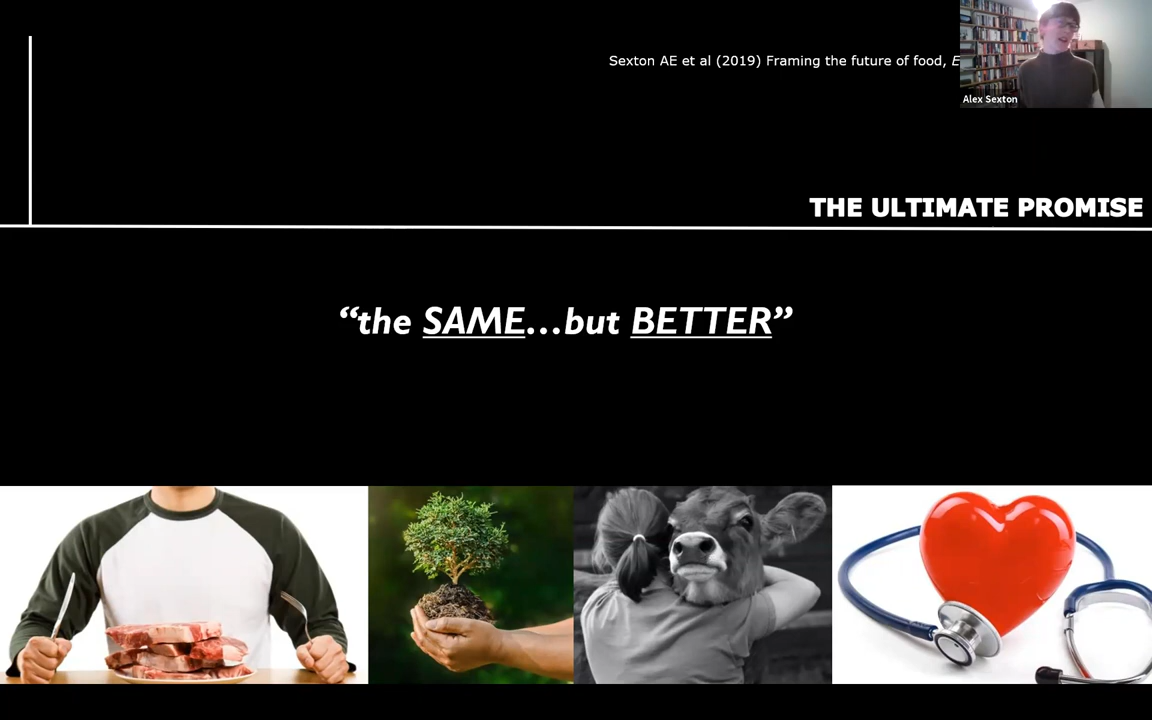 Sexton AE et al (2019) Framing the future of food, E
Alex Sexton
THE ULTIMATE PROMISE
“the SAME...but BETTER”